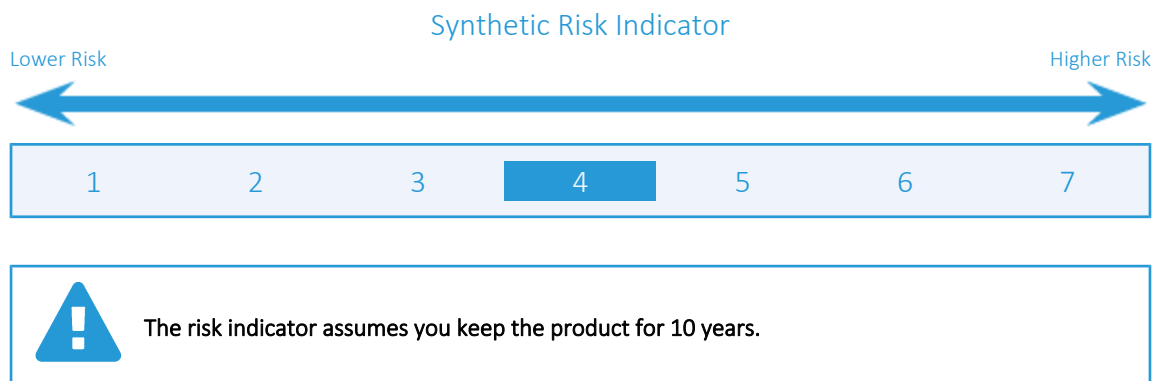 Synthetic Risk Indicator
Lower Risk Higher Risk
1 2 3 4 5 6 7
The risk indicator assumes you keep the product for 10 years.